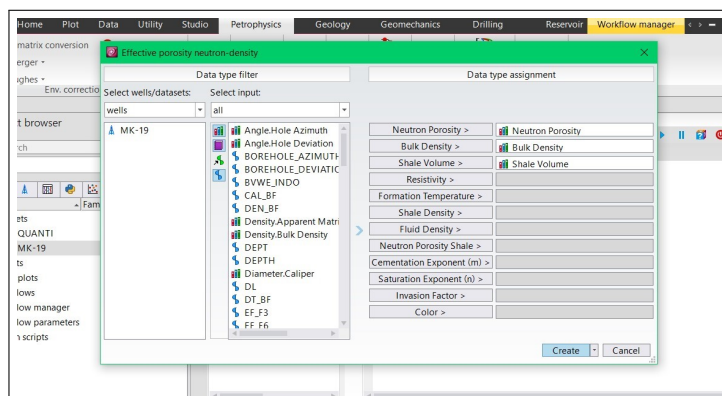 Home Plot Data Utility Studio Petrophysics Geology Geomechanics Drilling Reservoir Workflow manager
matrix conversion
Effective porosity neutron-density
Env. correctio
Data type filter
Data type assignment
Select wells/datasets:
Select input:
wells
all
MK-19
Angle.Hole Azimuth
Angle.Hole Deviation
BOREHOLE_AZIMUTH
BOREHOLE_DEVIATIC
BVWE_INDO
CAL_BF
DEN_BF
Density.Apparent Matri
Density.Bulk Density
DEPT
DEPTH
Diameter.Caliper
DL
DT_BF
EF_F3
EF_F6
Neutron Porosity > Neutron Porosity
Bulk Density > Bulk Density
Shale Volume > Shale Volume
Resistivity >
Formation Temperature >
Shale Density >
Fluid Density >
Neutron Porosity Shale >
Cementation Exponent (m) >
Saturation Exponent (n) >
Invasion Factor >
Color >
Create
Cancel
t browser
rch
Fam
ets
QUANTI
MK-19
ts
plots
lows
low manager
low parameters
n scripts